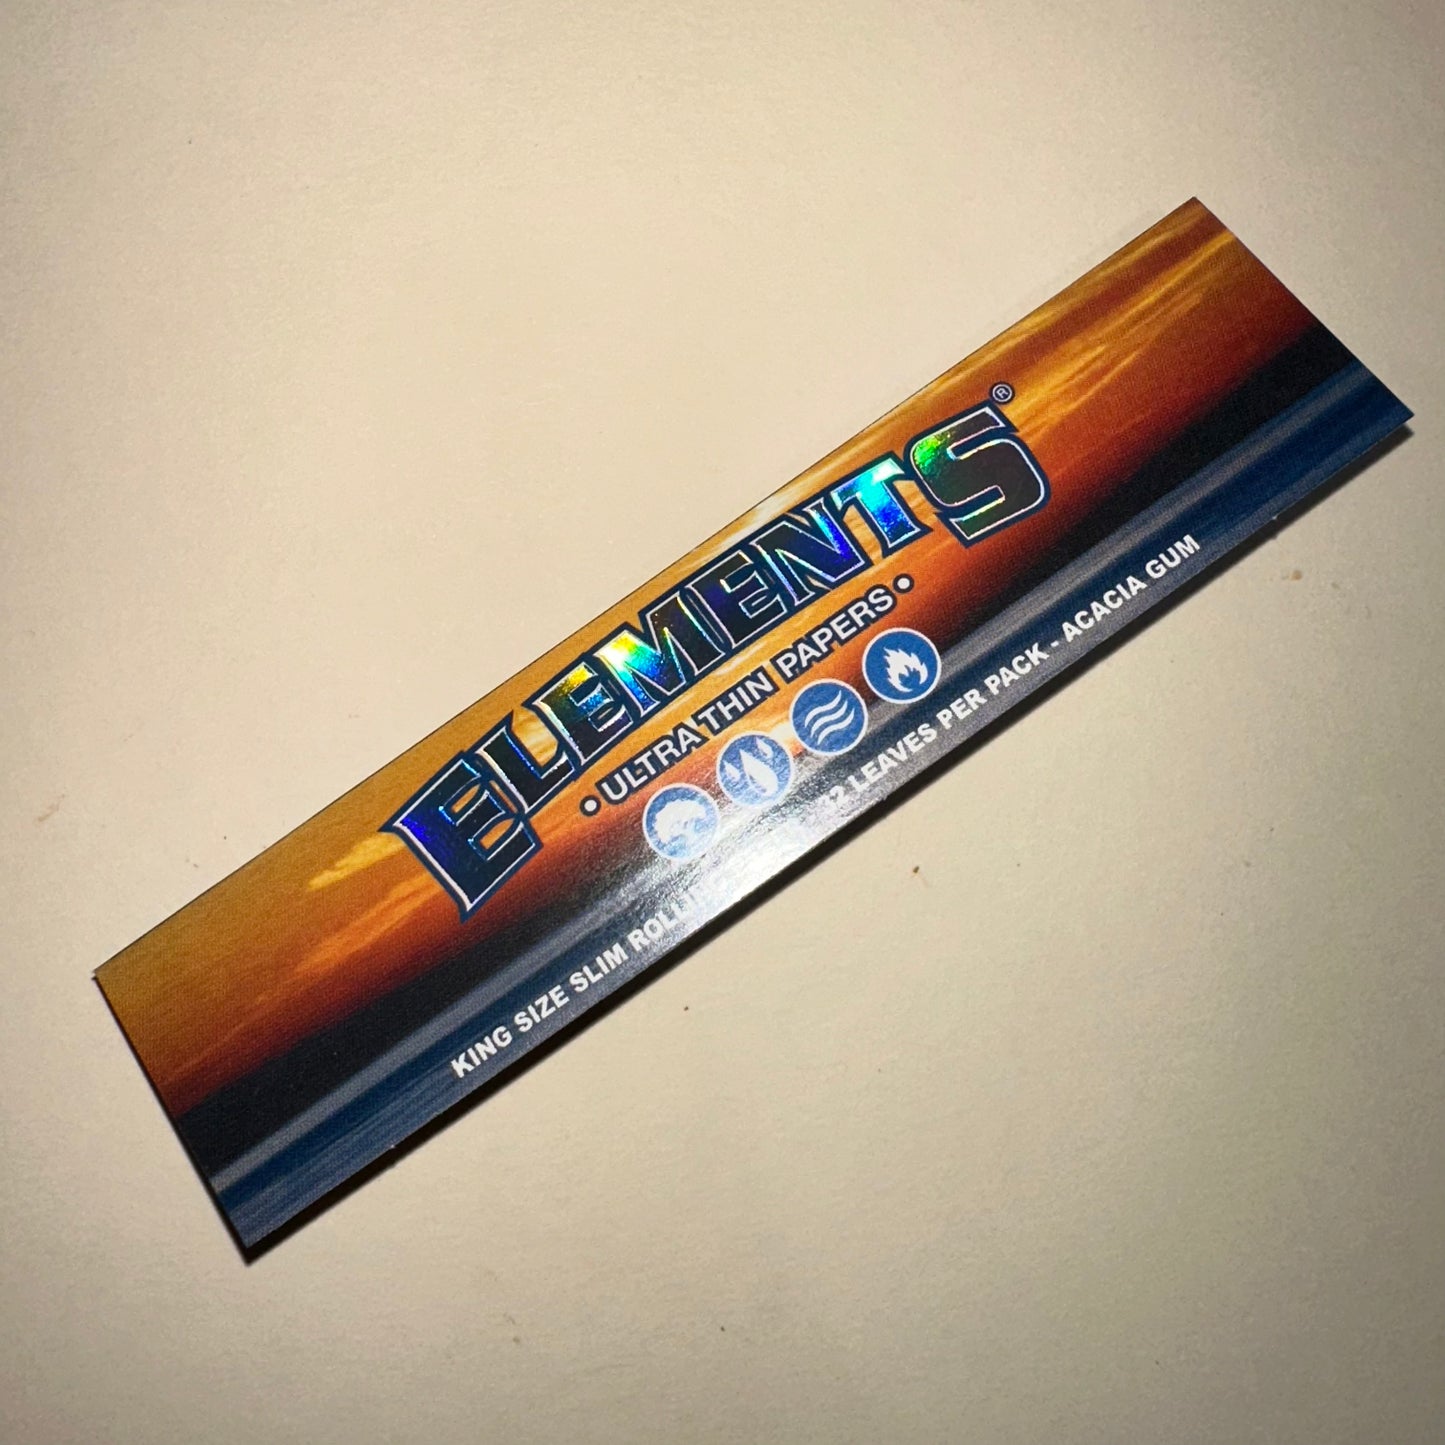 ELEMENTS®
• ULTRA THIN PAPERS •
KING SIZE SLIM LEAVES PER PACK - ACACIA GUM